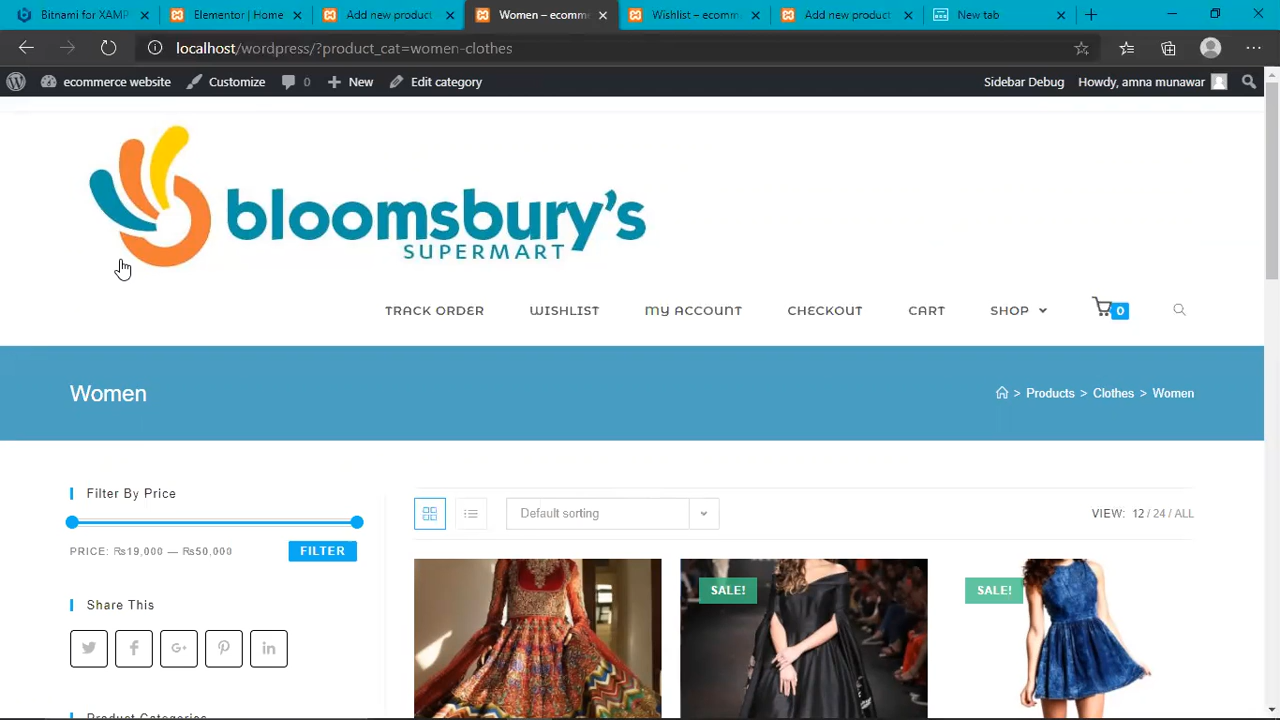 Bitnami for XAMP
Elementor | Home
Add new product
Women – ecomm
Wishlist – ecomm
Add new product
New tab
localhost/wordpress/?product_cat=women-clothes
ecommerce website
Customize
0
New
Edit category
Sidebar Debug
Howdy, amna munawar
bloomsbury's
SUPERMART
TRACK ORDER
WISHLIST
MY ACCOUNT
CHECKOUT
CART
SHOP
0
Women
> Products > Clothes > Women
Filter By Price
PRICE: ₨19,000 — ₨50,000
FILTER
Default sorting
VIEW: 12 / 24 / ALL
SALE!
SALE!
Share This
Product Categories